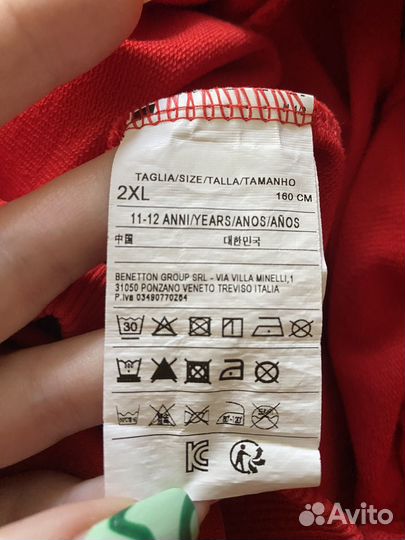 TAGLIA/SIZE/TALLA/TAMANHO
2XL 160 CM
11-12 ANNI/YEARS/ANOS/AÑOS
中国 대한민국
BENETTON GROUP SRL - VIA VILLA MINELLI,1
31050 PONZANO VENETO TREVISO ITALIA
P.Iva 03490770264
30
Avito